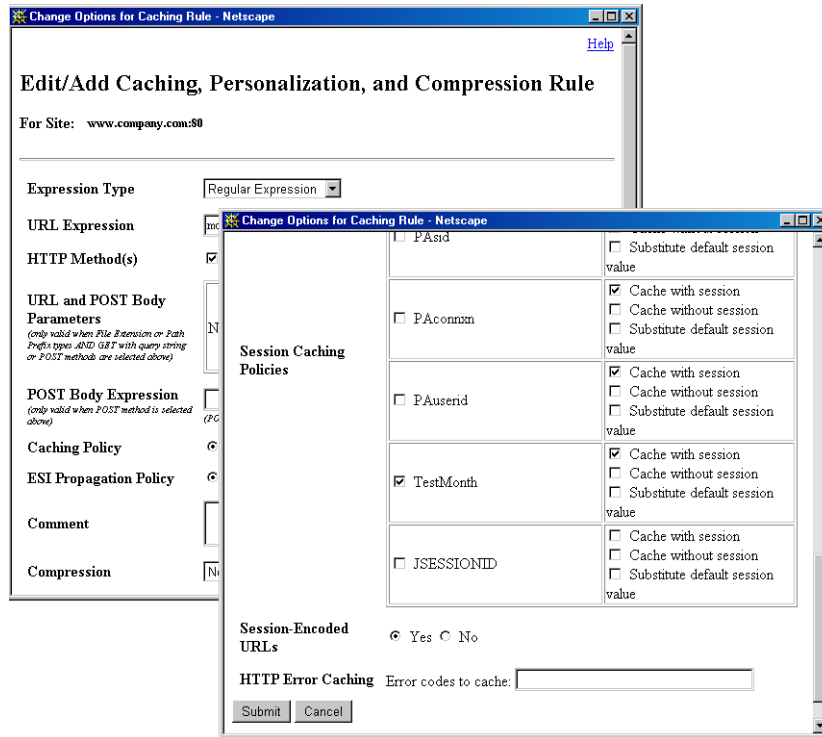 Change Options for Caching Rule - Netscape
Help
Edit/Add Caching, Personalization, and Compression Rule
For Site: www.company.com:80
Expression Type
Regular Expression
URL Expression
HTTP Method(s)
URL and POST Body
Parameters
(only valid when File Extension or Path
Prefix types AND GET with query string
or POST methods are selected above)
POST Body Expression
(only valid when POST method is selected
above)
Caching Policy
ESI Propagation Policy
Comment
Compression
Change Options for Caching Rule - Netscape
PAsid
Substitute default session
value
Session Caching
Policies
PAconnxn
Cache with session
Cache without session
Substitute default session
value
PAuserid
Cache with session
Cache without session
Substitute default session
value
TestMonth
Cache with session
Cache without session
Substitute default session
value
JSESSIONID
Cache with session
Cache without session
Substitute default session
value
Session-Encoded
URLs
Yes No
HTTP Error Caching Error codes to cache:
Submit Cancel